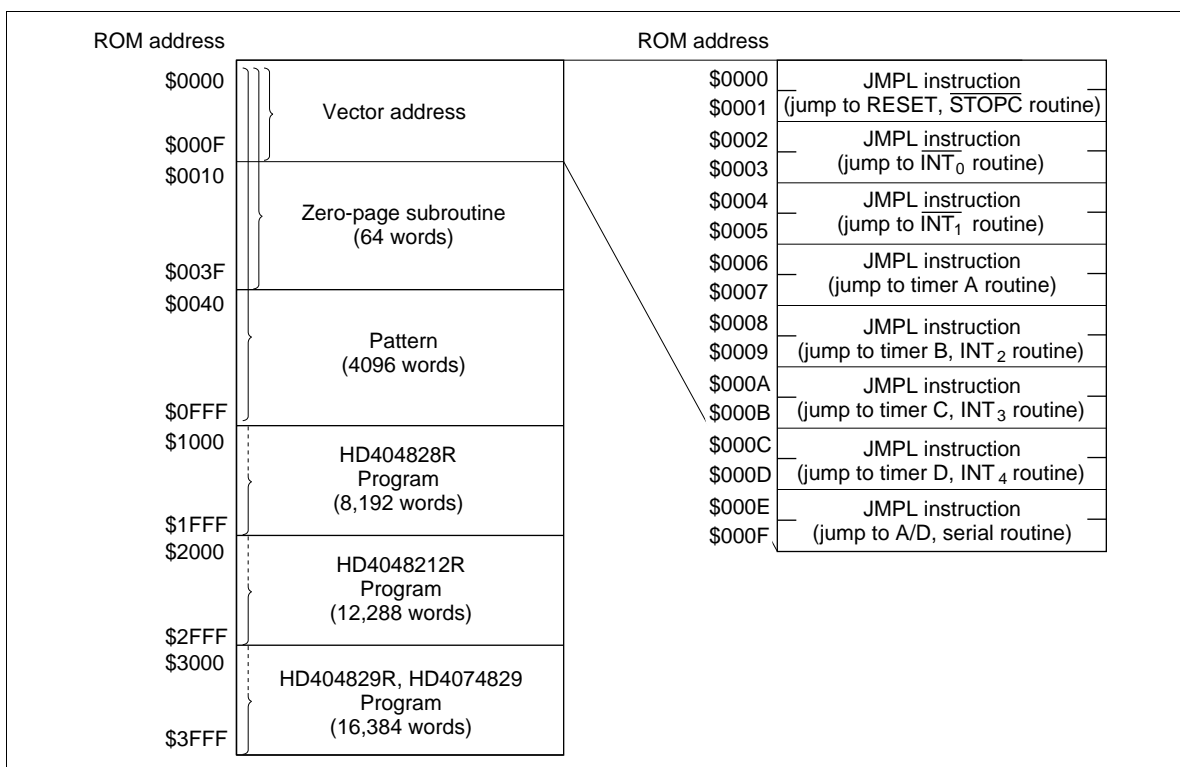 ROM address
$0000
$000F
$0010
$003F
$0040
$0FFF
$1000
$1FFF
$2000
$2FFF
$3000
$3FFF
Vector address
Zero-page subroutine
(64 words)
Pattern
(4096 words)
HD404828R
Program
(8,192 words)
HD4048212R
Program
(12,288 words)
HD404829R, HD4074829
Program
(16,384 words)
ROM address
$0000
$0001
JMPL instruction
(jump to RESET, STOPC routine)
$0002
$0003
JMPL instruction
(jump to INT0 routine)
$0004
$0005
JMPL instruction
(jump to INT1 routine)
$0006
$0007
JMPL instruction
(jump to timer A routine)
$0008
$0009
JMPL instruction
(jump to timer B, INT2 routine)
$000A
$000B
JMPL instruction
(jump to timer C, INT3 routine)
$000C
$000D
JMPL instruction
(jump to timer D, INT4 routine)
$000E
$000F
JMPL instruction
(jump to A/D, serial routine)